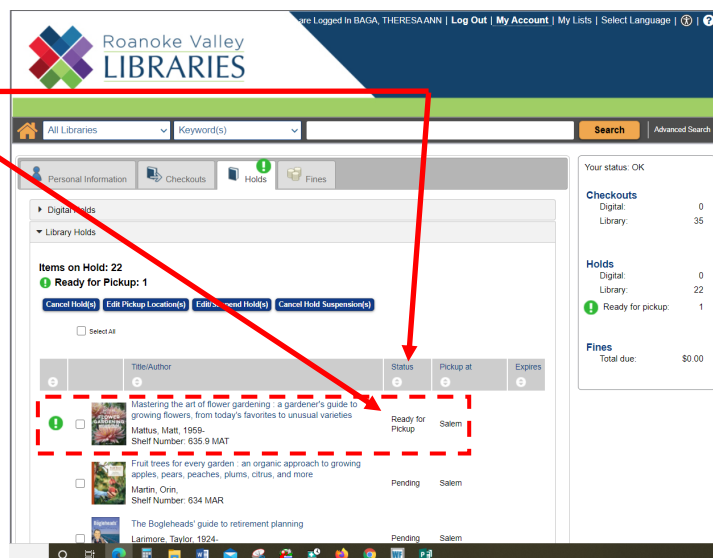 are Logged In BAGA, THERESA ANN | Log Out | My Account | My Lists | Select Language |
Roanoke Valley
LIBRARIES
All Libraries
Keyword(s)
Search
Advanced Search
Personal Information
Checkouts
Holds
Fines
Your status: OK
Checkouts
Digital: 0
Library: 35
Holds
Digital: 0
Library: 22
Ready for pickup: 1
Fines
Total due: $0.00
Digital Holds
Library Holds
Items on Hold: 22
Ready for Pickup: 1
Cancel Hold(s) Edit Pickup Location(s) Edit/Suspend Hold(s) Cancel Hold Suspension(s)
Select All
Title/Author Status Pickup at Expires
Mastering the art of flower gardening : a gardener's guide to
growing flowers, from today's favorites to unusual varieties
Mattus, Matt, 1959-
Shelf Number: 635.9 MAT
Ready for
Pickup
Salem
Fruit trees for every garden : an organic approach to growing
apples, pears, peaches, plums, citrus, and more
Martin, Orin,
Shelf Number: 634 MAR
Pending Salem
The Bogleheads' guide to retirement planning
Larimore, Taylor, 1924-
Pending Salem